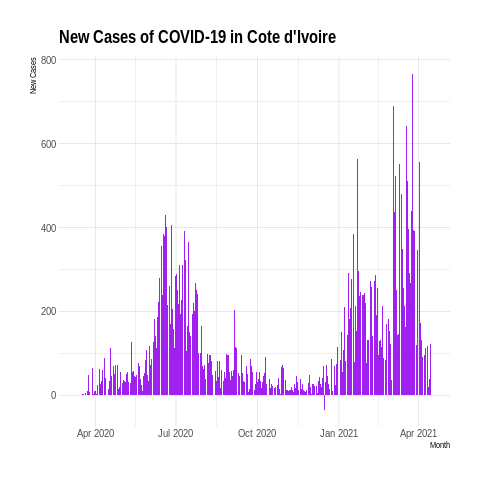 New Cases of COVID-19 in Cote d'Ivoire
New Cases
800
600
400
200
0
Apr 2020 Jul 2020 Oct 2020 Jan 2021 Apr 2021
Month